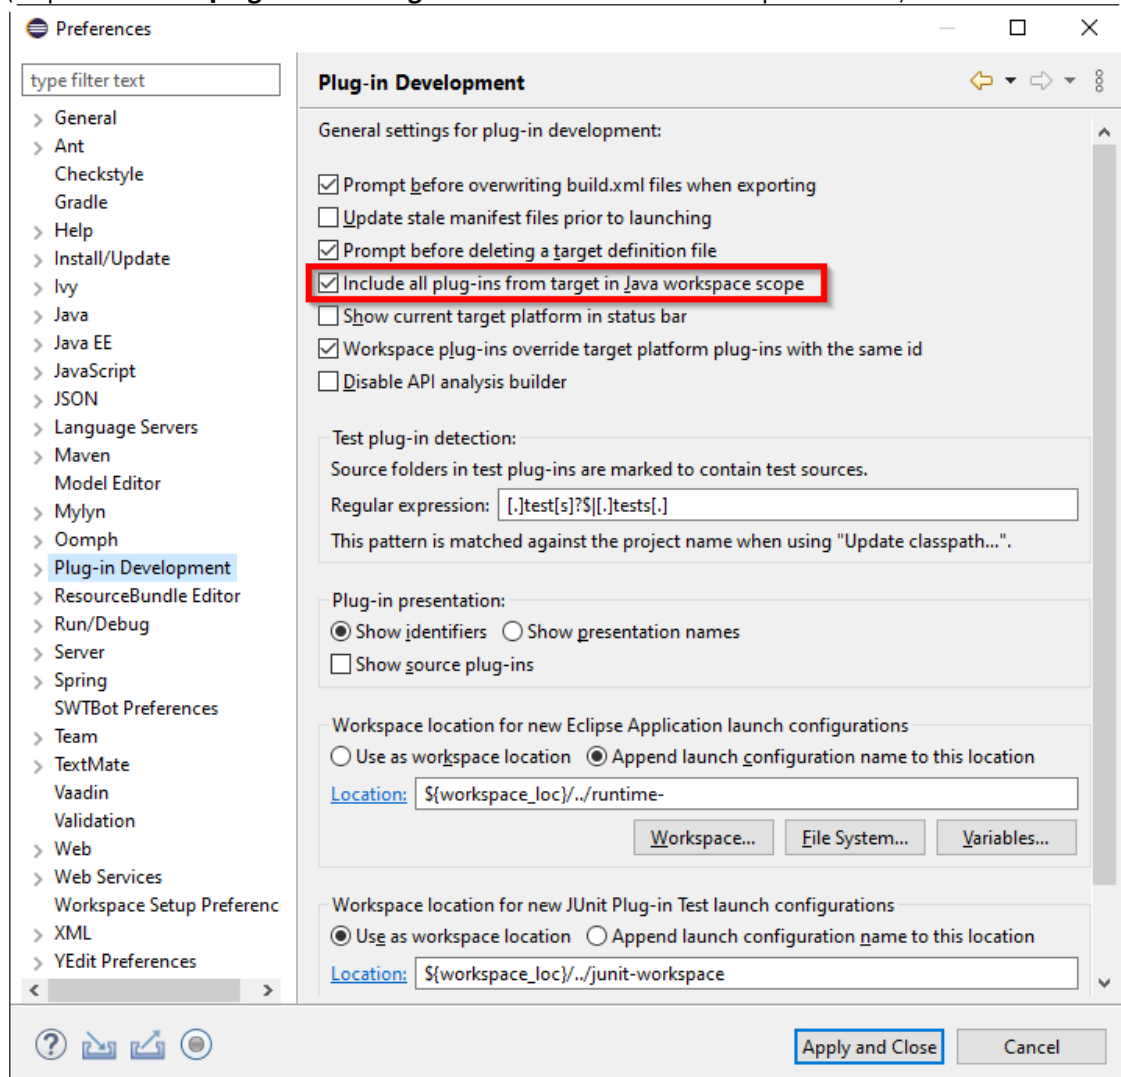 Preferences
type filter text
General
Ant
Checkstyle
Gradle
Help
Install/Update
Ivy
Java
Java EE
JavaScript
JSON
Language Servers
Maven
Model Editor
Mylyn
Oomph
Plug-in Development
ResourceBundle Editor
Run/Debug
Server
Spring
SWTBot Preferences
Team
TextMate
Vaadin
Validation
Web
Web Services
Workspace Setup Preferenc
XML
YEdit Preferences
Plug-in Development
General settings for plug-in development:
Prompt before overwriting build.xml files when exporting
Update stale manifest files prior to launching
Prompt before deleting a target definition file
Include all plug-ins from target in Java workspace scope
Show current target platform in status bar
Workspace plug-ins override target platform plug-ins with the same id
Disable API analysis builder
Test plug-in detection:
Source folders in test plug-ins are marked to contain test sources.
Regular expression: [.]test[s]?$|[.]tests[.]
This pattern is matched against the project name when using "Update classpath...".
Plug-in presentation:
Show identifiers Show presentation names
Show source plug-ins
Workspace location for new Eclipse Application launch configurations
Use as workspace location Append launch configuration name to this location
Location: ${workspace_loc}/../runtime-
Workspace... File System... Variables...
Workspace location for new JUnit Plug-in Test launch configurations
Use as workspace location Append launch configuration name to this location
Location: ${workspace_loc}/../junit-workspace
Apply and Close Cancel